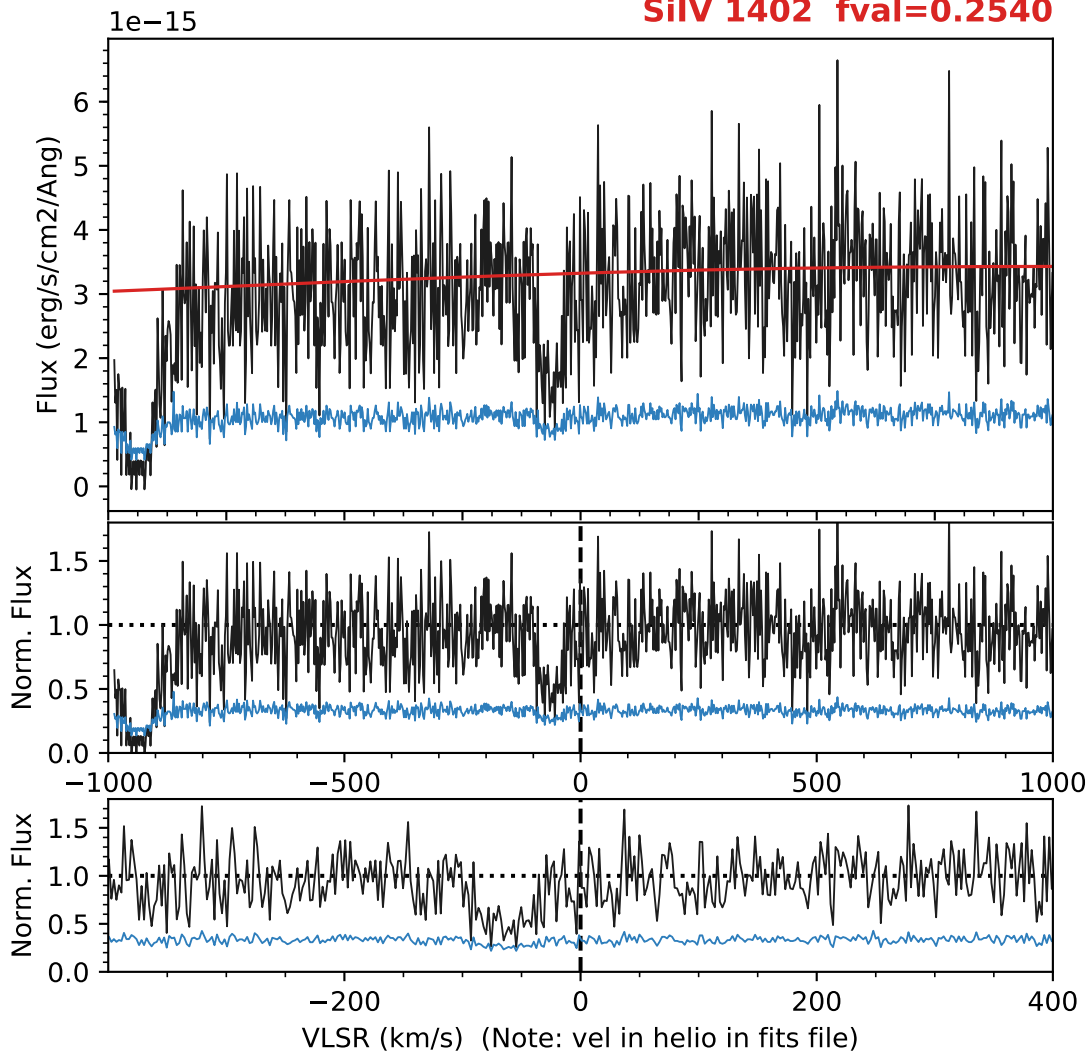 SiIV 1402 fval=0.2540
1e−15
Flux (erg/s/cm2/Ang)
6
5
4
3
2
1
0
Norm. Flux
1.5
1.0
0.5
0.0
−1000 −500 0 500 1000
Norm. Flux
1.5
1.0
0.5
0.0
−200 0 200 400
VLSR (km/s) (Note: vel in helio in fits file)